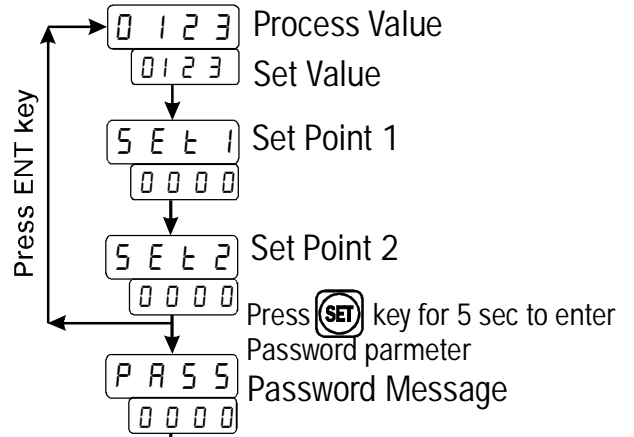 0 1 2 3 Process Value
0 1 2 3 Set Value
Press ENT key
S E t 1 Set Point 1
0 0 0 0
S E t 2 Set Point 2
0 0 0 0
Press SET key for 5 sec to enter
Password parmeter
P A S S Password Message
0 0 0 0